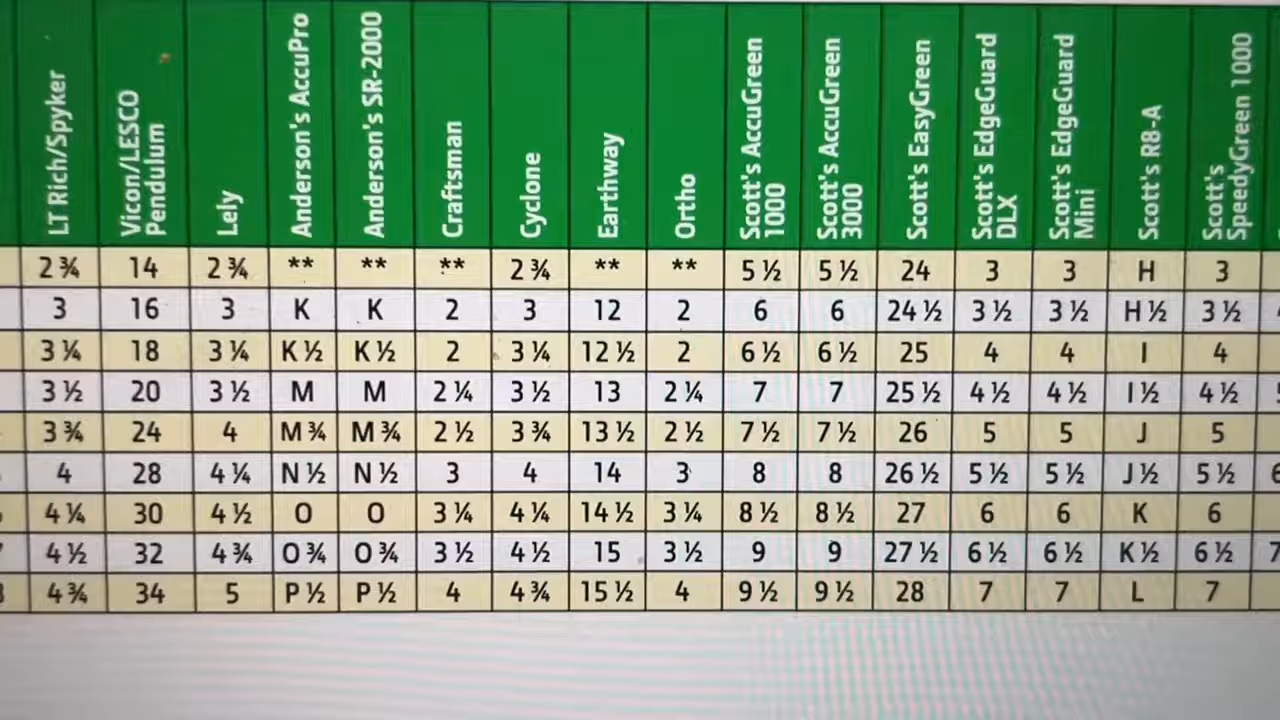 LT Rich/Spyker
Vicon/LESCO
Pendulum
Lely
Anderson's AccuPro
Anderson's SR-2000
Craftsman
Cyclone
Earthway
Ortho
Scott's AccuGreen
1000
Scott's AccuGreen
3000
Scott's EasyGreen
Scott's EdgeGuard
DLX
Scott's EdgeGuard
Mini
Scott's R8-A
Scott's
SpeedyGreen 1000
2 ¾ 14 2 ¾ ** ** ** 2 ¾ ** ** 5 ½ 5 ½ 24 3 3 H 3
3 16 3 K K 2 3 12 2 6 6 24 ½ 3 ½ 3 ½ H ½ 3 ½
3 ¼ 18 3 ¼ K ½ K ½ 2 3 ¼ 12 ½ 2 6 ½ 6 ½ 25 4 4 I 4
3 ½ 20 3 ½ M M 2 ¼ 3 ½ 13 2 ¼ 7 7 25 ½ 4 ½ 4 ½ I ½ 4 ½
3 ¾ 24 4 M ¾ M ¾ 2 ½ 3 ¾ 13 ½ 2 ½ 7 ½ 7 ½ 26 5 5 J 5
4 28 4 ¼ N ½ N ½ 3 4 14 3 8 8 26 ½ 5 ½ 5 ½ J ½ 5 ½
4 ¼ 30 4 ½ O O 3 ¼ 4 ¼ 14 ½ 3 ¼ 8 ½ 8 ½ 27 6 6 K 6
4 ½ 32 4 ¾ O ¾ O ¾ 3 ½ 4 ½ 15 3 ½ 9 9 27 ½ 6 ½ 6 ½ K ½ 6 ½
4 ¾ 34 5 P ½ P ½ 4 4 ¾ 15 ½ 4 9 ½ 9 ½ 28 7 7 L 7